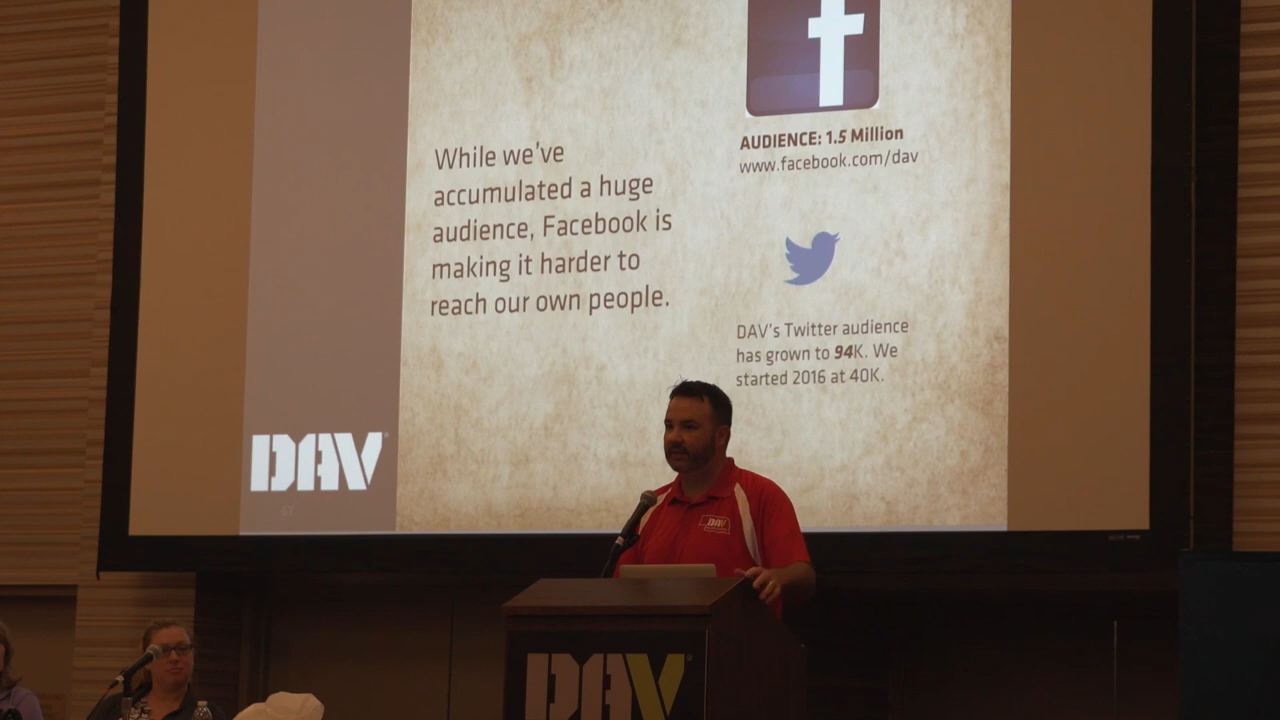 While we've
accumulated a huge
audience, Facebook is
making it harder to
reach our own people.
f
AUDIENCE: 1.5 Million
www.facebook.com/dav
DAV's Twitter audience
has grown to 94K. We
started 2016 at 40K.
DAV
67
DAV
DAV